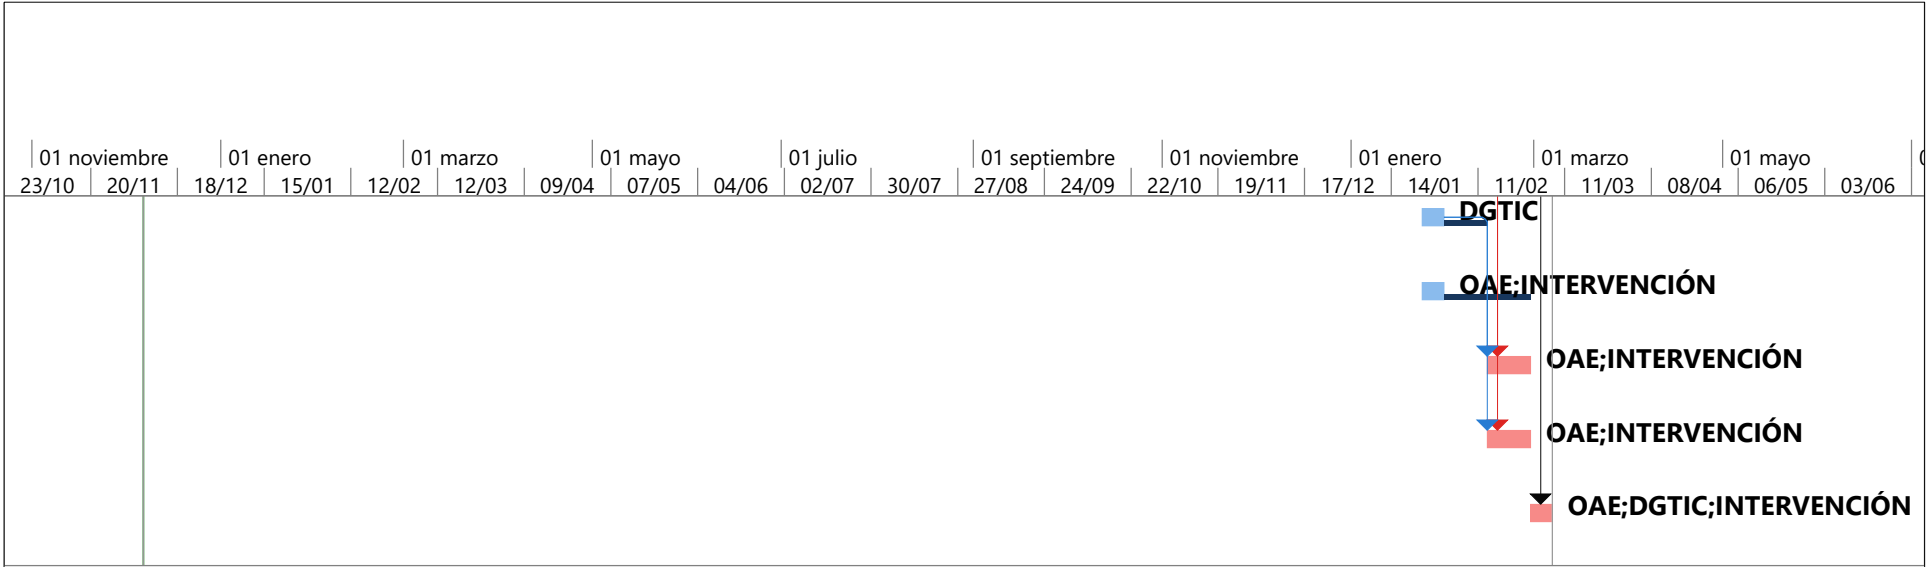 01 noviembre 01 enero 01 marzo 01 mayo 01 julio 01 septiembre 01 noviembre 01 enero 01 marzo 01 mayo
23/10 20/11 18/12 15/01 12/02 12/03 09/04 07/05 04/06 02/07 30/07 27/08 24/09 22/10 19/11 17/12 14/01 11/02 11/03 08/04 06/05 03/06
DGTIC
OAE;INTERVENCIÓN
OAE;INTERVENCIÓN
OAE;INTERVENCIÓN
OAE;DGTIC;INTERVENCIÓN